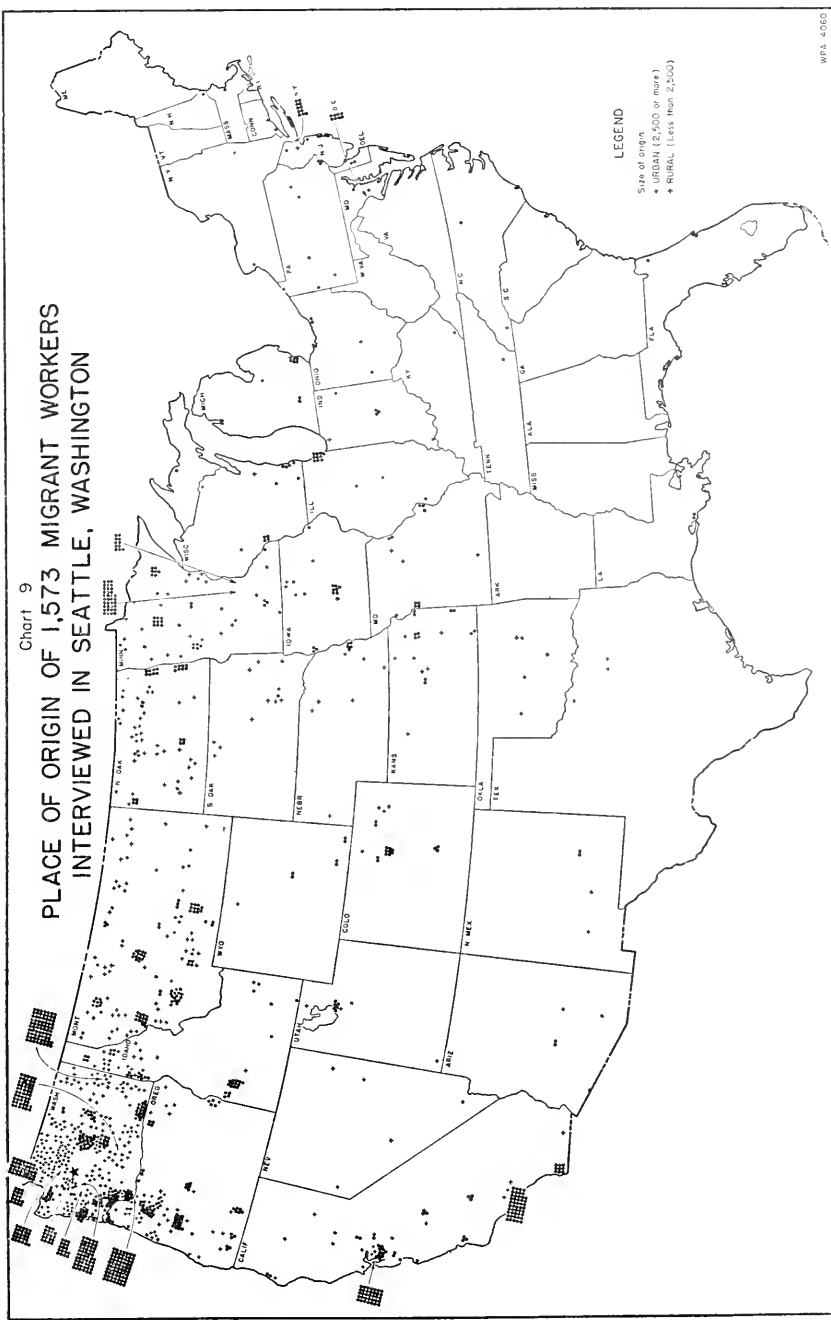 Chart 9
PLACE OF ORIGIN OF 1,573 MIGRANT WORKERS
INTERVIEWED IN SEATTLE, WASHINGTON
WASH
MONT
N DAK
MINN
WISC
MICH
N Y
VT
N H
ME
MASS
CONN
R I
IDAHO
OREG
S DAK
WYO
NEBR
IOWA
ILL
IND
OHIO
PA
N J
N Y
D C
DEL
MD
W VA
VA
CALIF
NEV
UTAH
COLO
KANS
MO
KY
ARIZ
N MEX
OKLA
TEX
ARK
TENN
N C
S C
LA
MISS
ALA
GA
FLA
LEGEND
Size of origin
• URBAN (2,500 or more)
+ RURAL (Less than 2,500)
WPA 4060